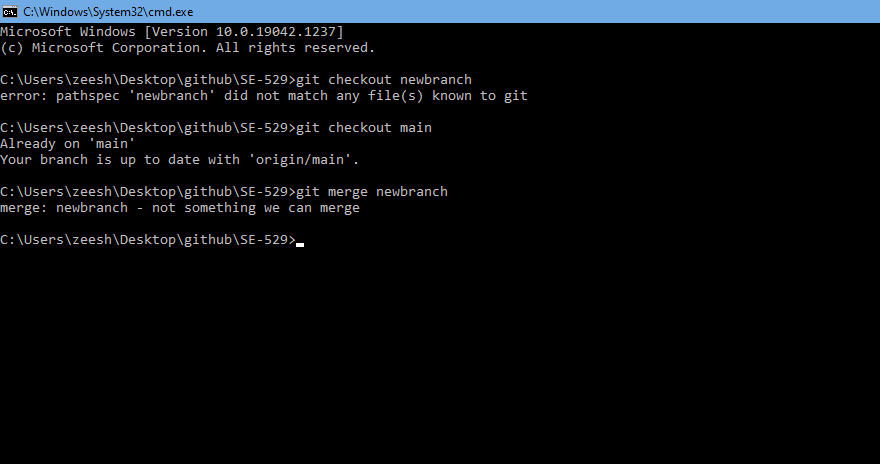 C:\Windows\System32\cmd.exe
Microsoft Windows [Version 10.0.19042.1237]
(c) Microsoft Corporation. All rights reserved.
C:\Users\zeesh\Desktop\github\SE-529>git checkout newbranch
error: pathspec 'newbranch' did not match any file(s) known to git
C:\Users\zeesh\Desktop\github\SE-529>git checkout main
Already on 'main'
Your branch is up to date with 'origin/main'.
C:\Users\zeesh\Desktop\github\SE-529>git merge newbranch
merge: newbranch - not something we can merge
C:\Users\zeesh\Desktop\github\SE-529>